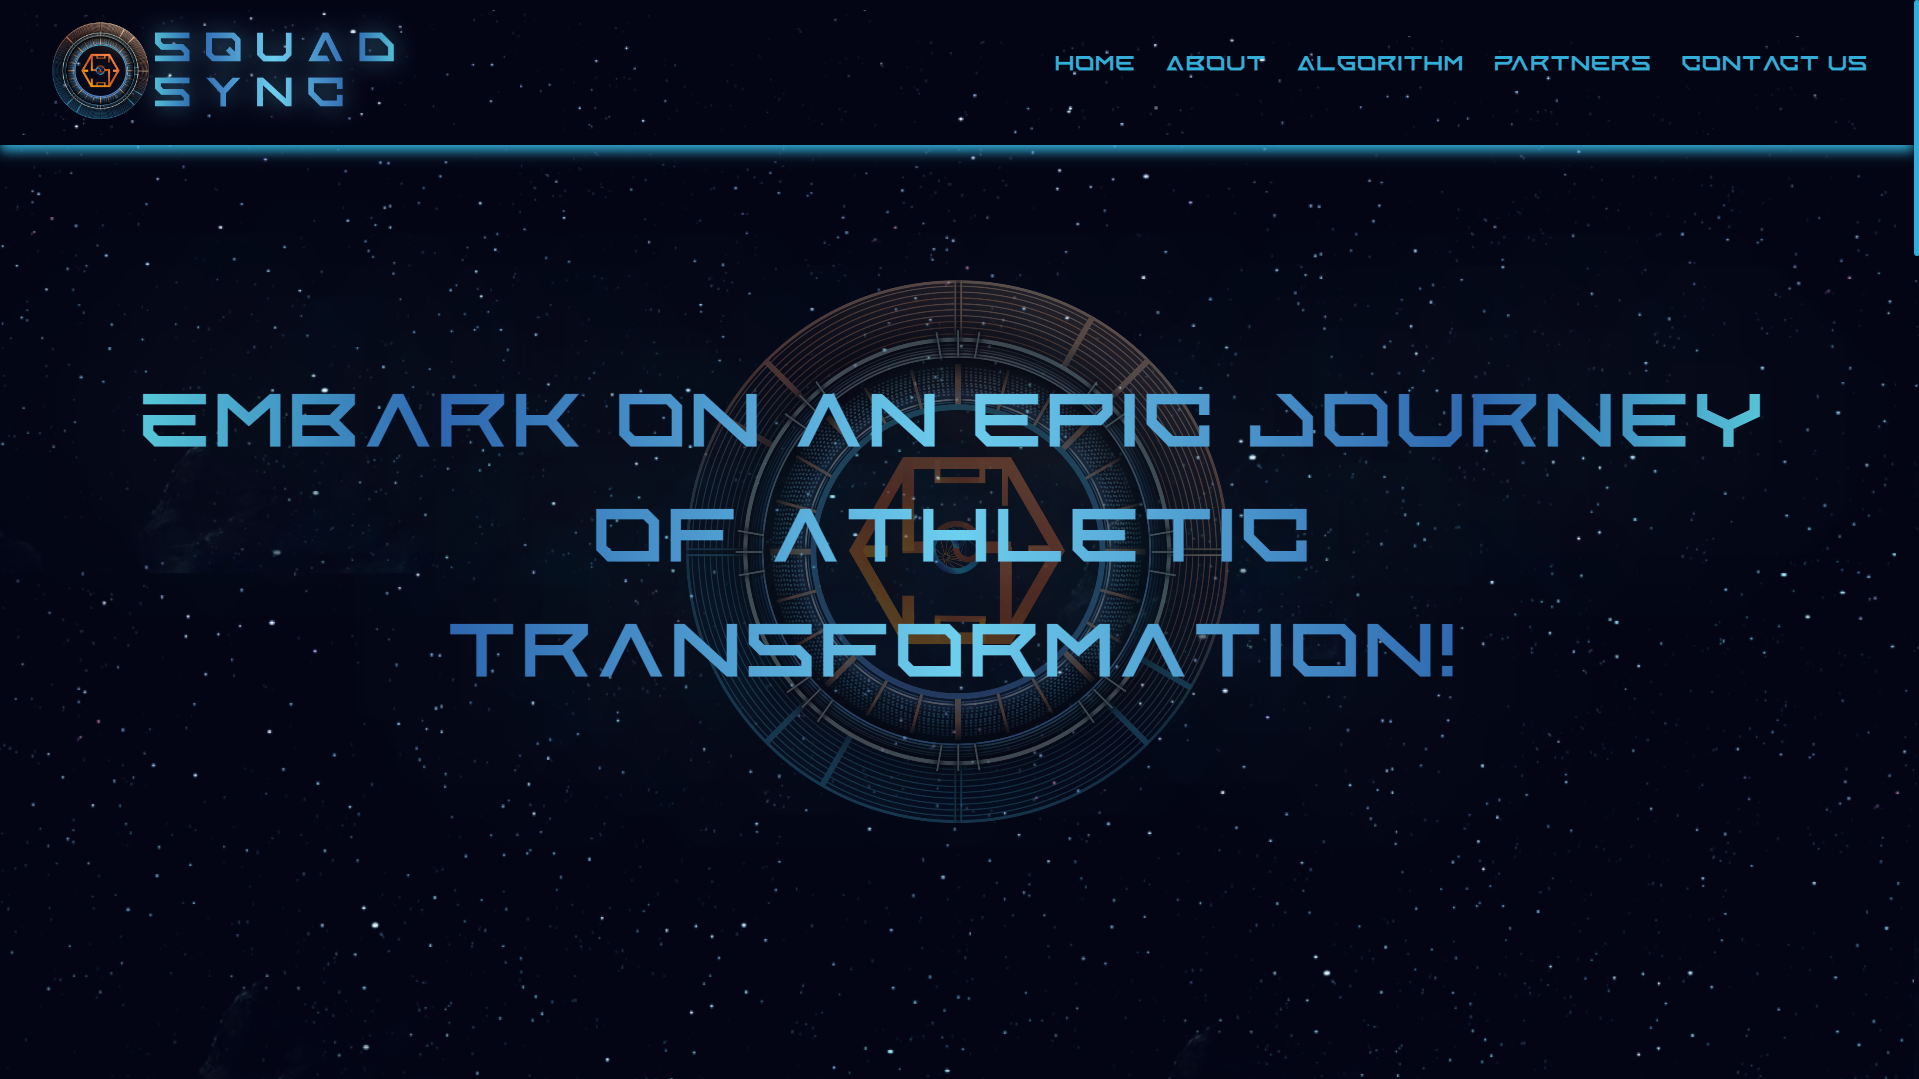 SQUAD
SYNC
HOME ABOUT ALGORITHM PARTNERS CONTACT US
EMBARK ON AN EPIC JOURNEY
OF ATHLETIC
TRANSFORMATION!